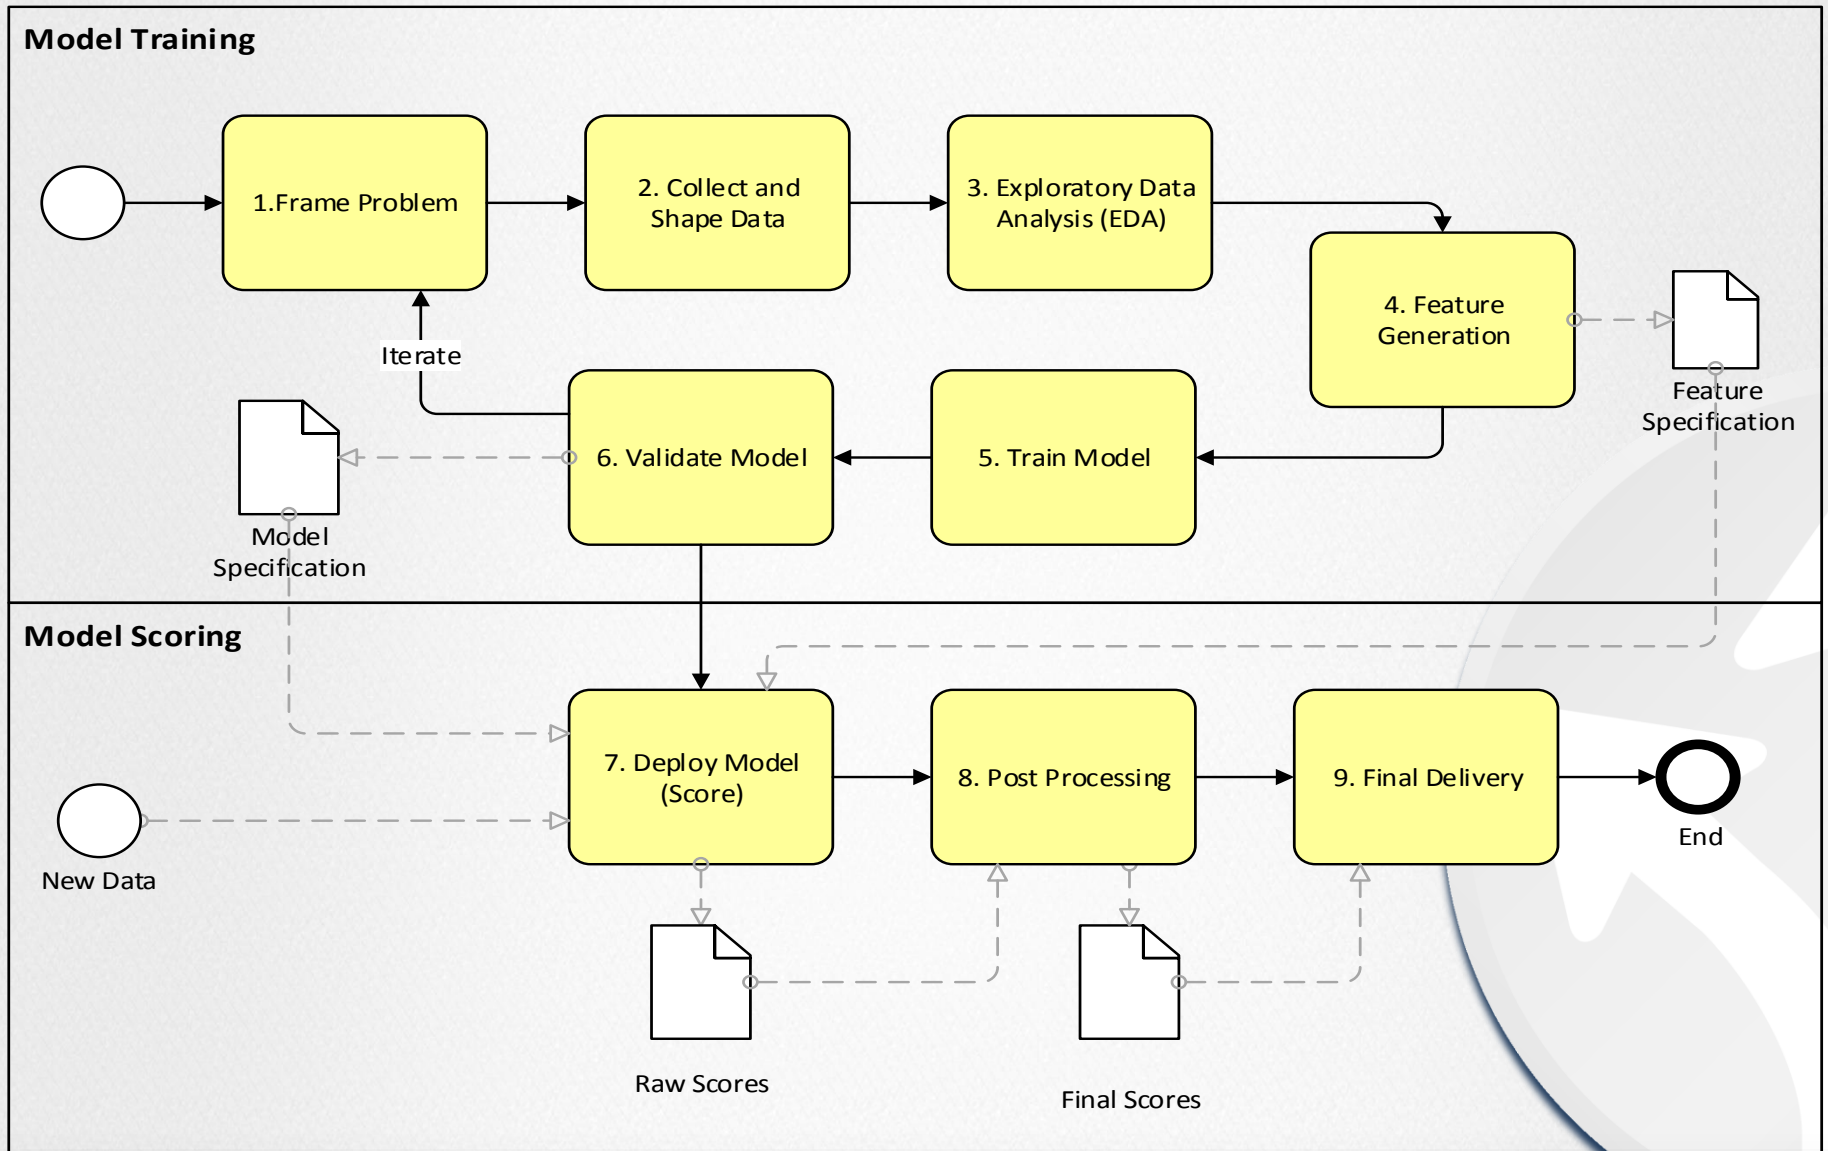 Model Training
1.Frame Problem
2. Collect and
Shape Data
3. Exploratory Data
Analysis (EDA)
4. Feature
Generation
Feature
Specification
Iterate
6. Validate Model
5. Train Model
Model
Specification
Model Scoring
7. Deploy Model
(Score)
8. Post Processing
9. Final Delivery
End
New Data
Raw Scores
Final Scores